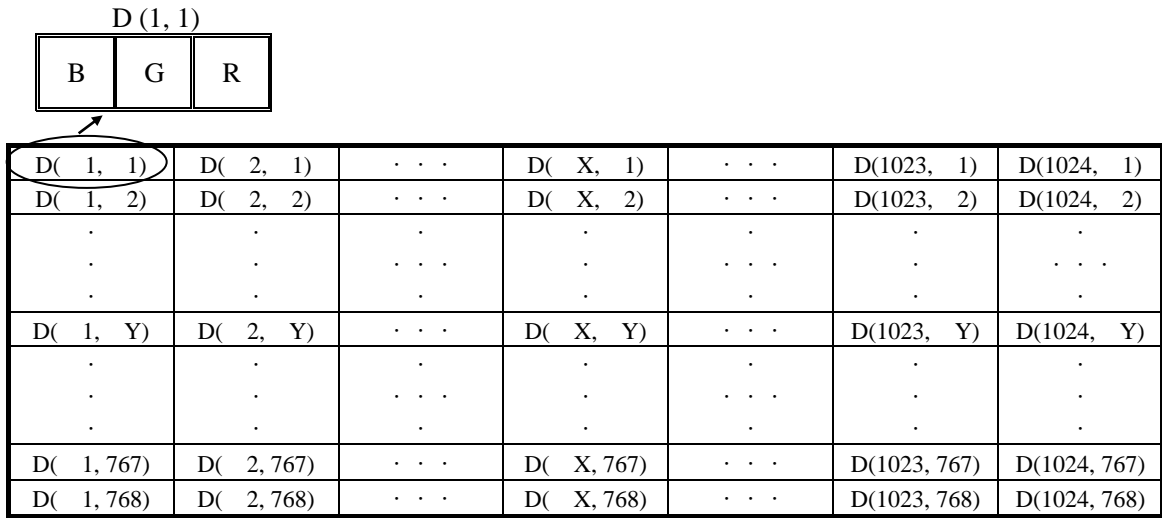 D (1, 1)
B G R
D( 1, 1) D( 2, 1) · · · D( X, 1) · · · D(1023, 1) D(1024, 1)
D( 1, 2) D( 2, 2) · · · D( X, 2) · · · D(1023, 2) D(1024, 2)
· · · · · · ·
· · · · · · · · · · · · ·
· · · · · · ·
D( 1, Y) D( 2, Y) · · · D( X, Y) · · · D(1023, Y) D(1024, Y)
· · · · · · ·
· · · · · · · · · · ·
· · · · · · ·
D( 1, 767) D( 2, 767) · · · D( X, 767) · · · D(1023, 767) D(1024, 767)
D( 1, 768) D( 2, 768) · · · D( X, 768) · · · D(1023, 768) D(1024, 768)